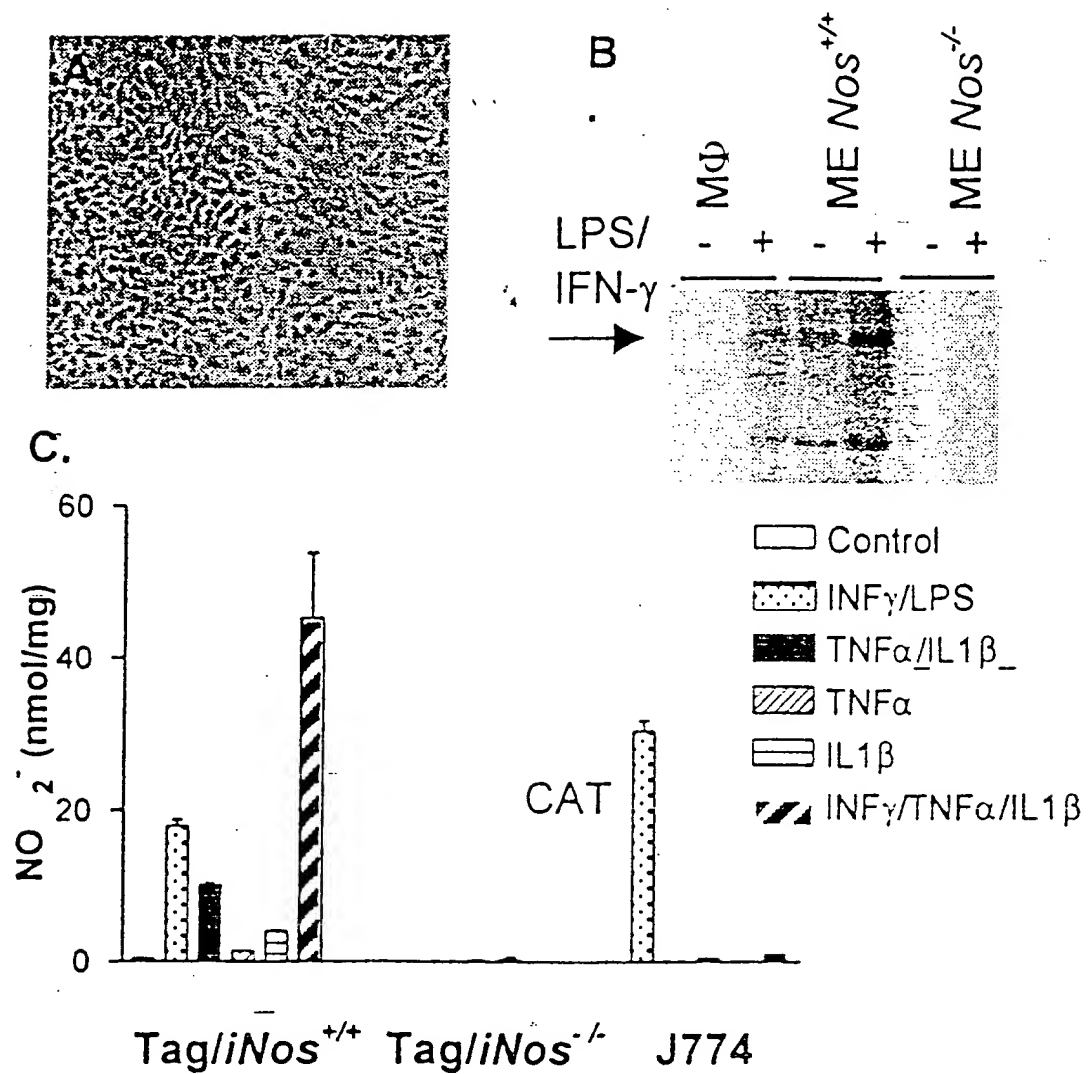 A
B
MΦ
ME Nos+/+
ME Nos-/-
LPS/
IFN-γ
- + - + - +
C.
60
40
20
0
NO2- (nmol/mg)
Control
INFγ/LPS
TNFα/IL1β_
TNFα
IL1β
INFγ/TNFα/IL1β
CAT
Tag/iNos+/+ Tag/iNos-/- J774